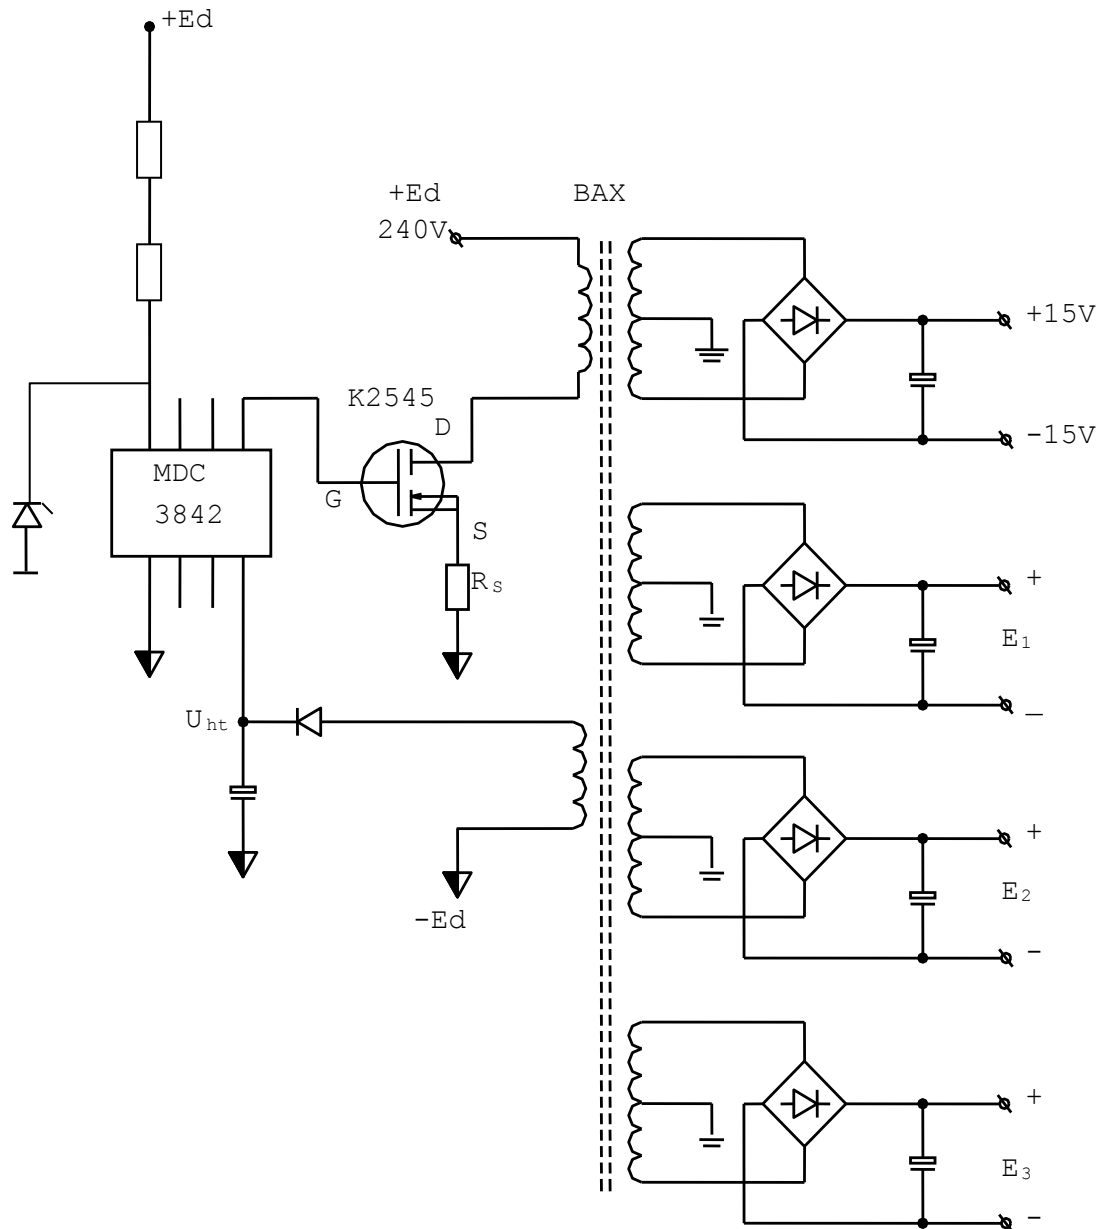 +Ed
+Ed
240V
BAX
+15V
-15V
K2545
D
G
S
MDC
3842
Rs
+
E1
_
Uht
+
E2
-
-Ed
+
E3
-